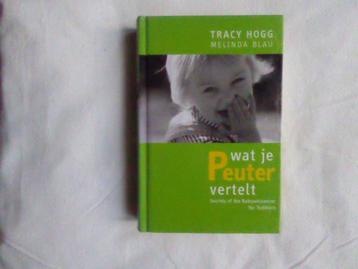 TRACY HOGG
MELINDA BLAU
wat je
Peuter
vertelt
Secrets of the Babywhisperer
for Toddlers